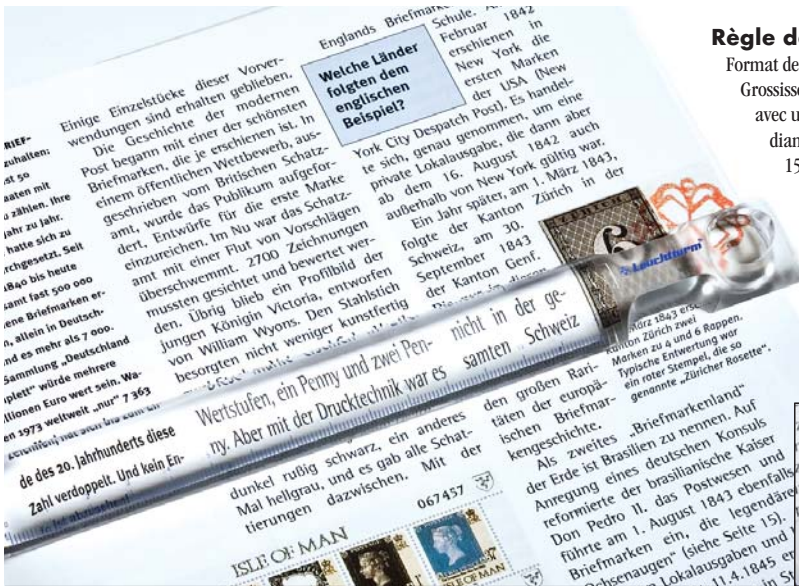 Règle d
Format de
Grossiss
avec u
dian
15
RIEF-
zuhalten:
st 50
aaten mit
u zählen. Ihre
Jahr zu Jahr.
hatte sich zu
rchgesetzt. Seit
1840 bis heute
samt fast 500 000
ene Briefmarken er-
n, allein in Deutsch-
nd es mehr als 7 000.
Sammlung „Deutschland
plett“ würde mehrere
lionen Euro wert sein. Wa-
en 1973 weltweit „nur“ 7 363
de des 20. Jahrhunderts diese
Zahl verdoppelt. Und kein En-
Einige Einzelstücke dieser Vorver-
wendungen sind erhalten geblieben.
Die Geschichte der modernen
Post begann mit einer der schönsten
Briefmarken, die je erschienen ist. In
einem öffentlichen Wettbewerb, aus-
geschrieben vom Britischen Schatz-
amt, wurde das Publikum aufgefor-
dert, Entwürfe für die erste Marke
einzureichen. Im Nu war das Schatz-
amt mit einer Flut von Vorschlägen
überschwemmt. 2700 Zeichnungen
mussten gesichtet und bewertet wer-
den. Übrig blieb ein Profilbild der
jungen Königin Victoria, entworfen
von William Wyons. Den Stahlstich
besorgten nicht weniger kunstfertig
Wertstufen, ein Penny und zwei Pen-
ny. Aber mit der Drucktechnik war es
dunkel rußig schwarz, ein anderes
Mal hellgrau, und es gab alle Schat-
tierungen dazwischen. Mit der
067457
ISLE OF MAN
ISLE OF MAN
Englands Briefmark
Schule.
Welche Länder
folgten dem
englischen
Beispiel?
Februar 1842
erschienen in
New York die
ersten Marken
der USA (New
York City Despatch Post). Es handel-
te sich, genau genommen, um eine
private Lokalausgabe, die dann aber
ab dem 16. August 1842 auch
außerhalb von New York gültig war.
Ein Jahr später, am 1. März 1843,
folgte der Kanton Zürich in der
Schweiz, am 30.
September 1843
der Kanton Genf.
nicht in der ge-
samten Schweiz
den großen Rari-
täten der europä-
ischen Briefmar-
kengeschichte.
Als zweites „Briefmarkenland“
der Erde ist Brasilien zu nennen. Auf
Anregung eines deutschen Konsuls
reformierte der brasilianische Kaiser
Don Pedro II. das Postwesen und
führte am 1. August 1843 ebenfalls
Briefmarken ein, die legendäre
Ochsenaugen“ (siehe Seite 15).
Lokalausgaben und
1845 er
ZÜRICH
6
Leuchtturm
März 1843 ersc
Kanton Zürich zwei
Marken zu 4 und 6 Rappen.
Typische Entwertung war
ein roter Stempel, die so
genannte „Züricher Rosette“.